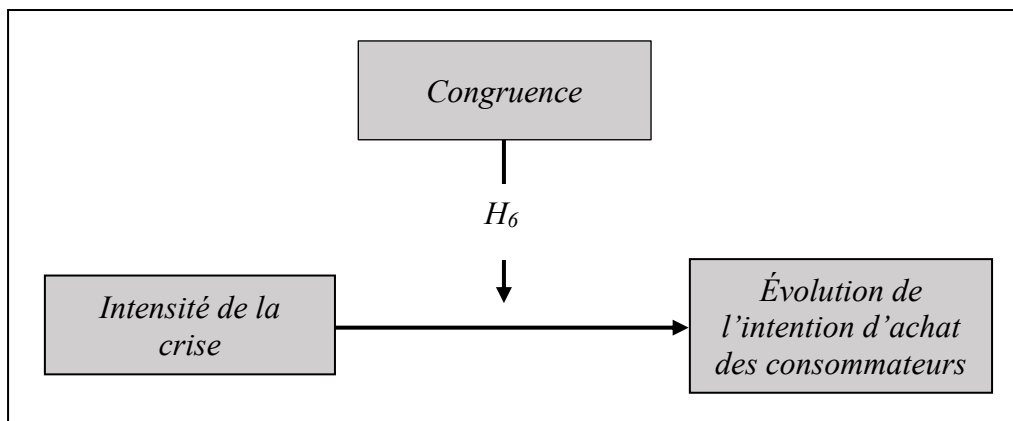 Congruence
H₆
Intensité de la
crise
Évolution de
l’intention d’achat
des consommateurs